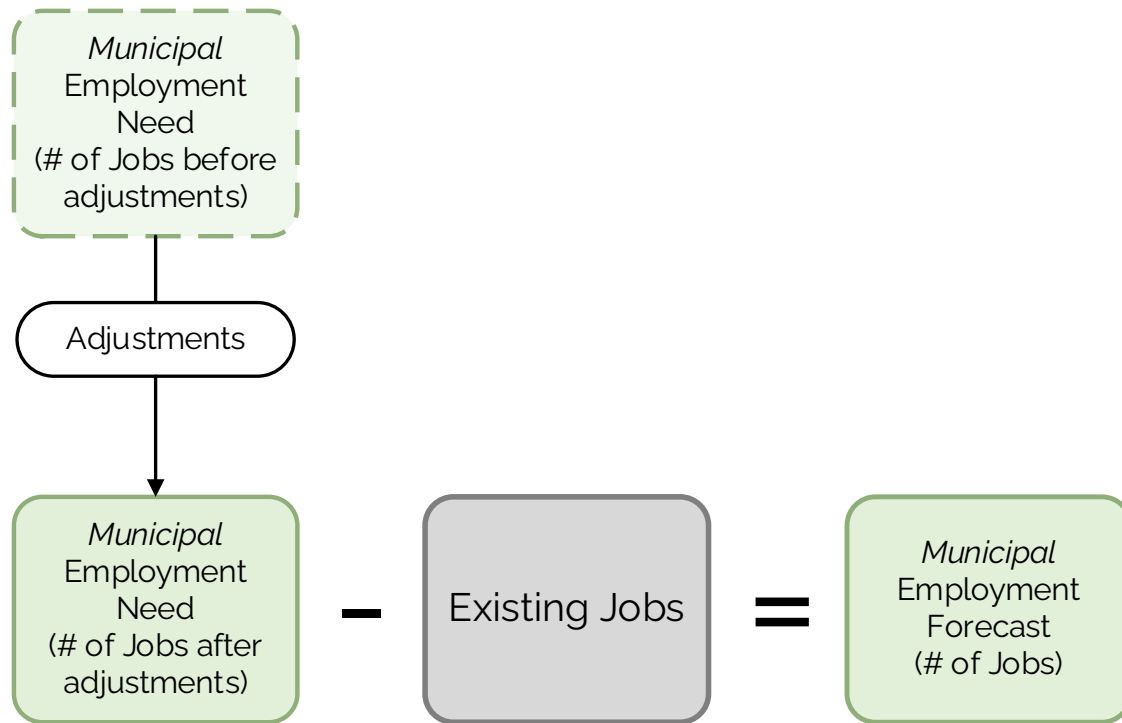 Municipal
Employment
Need
(# of Jobs before
adjustments)
Adjustments
Municipal
Employment
Need
(# of Jobs after
adjustments)
-
Existing Jobs
=
Municipal
Employment
Forecast
(# of Jobs)